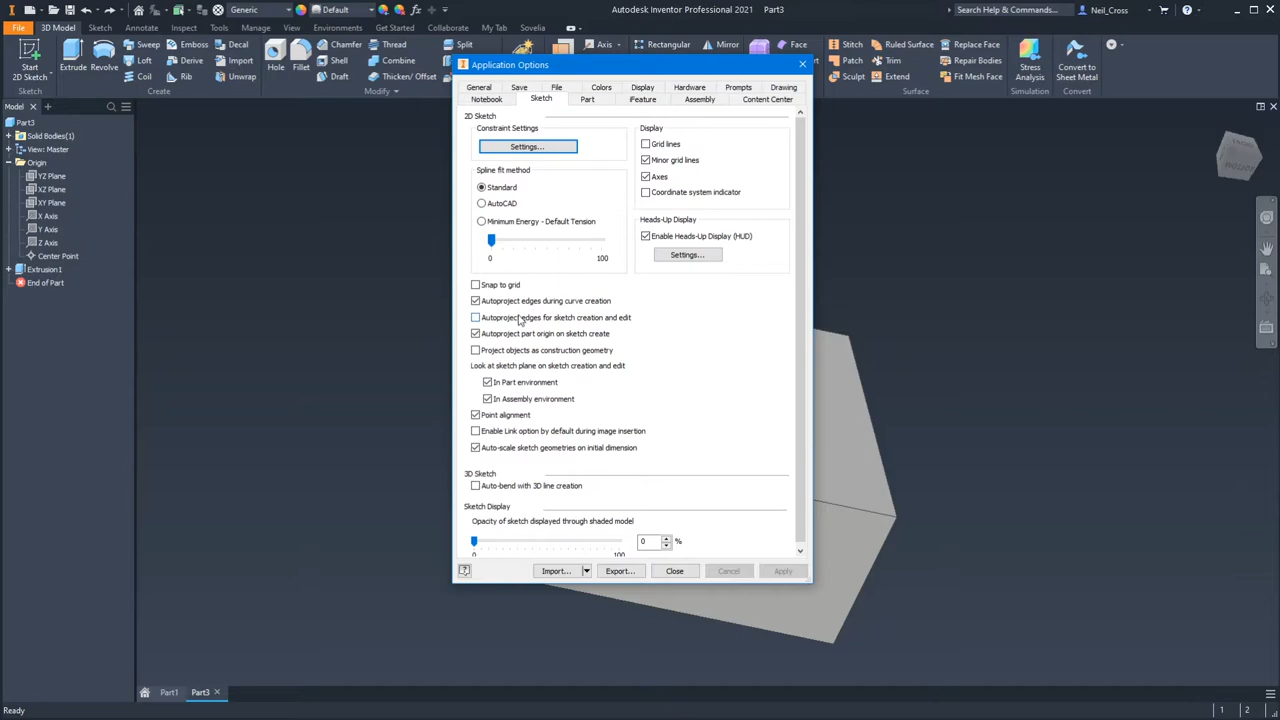 Generic
Default
Autodesk Inventor Professional 2021 Part3
Search Help & Commands...
Neil_Cross
File
3D Model
Sketch
Annotate
Inspect
Tools
Manage
View
Environments
Get Started
Collaborate
My Tab
Sovelia
Start
2D Sketch
Extrude
Revolve
Sweep
Loft
Coil
Emboss
Derive
Rib
Decal
Import
Unwrap
Create
Hole
Fillet
Chamfer
Shell
Draft
Thread
Combine
Thicken/ Offset
Modify
Split
Axis
Rectangular
Mirror
Face
Stitch
Patch
Sculpt
Ruled Surface
Trim
Extend
Surface
Replace Face
Repair Bodies
Fit Mesh Face
Stress
Analysis
Simulation
Convert to
Sheet Metal
Convert
Model
Part3
Solid Bodies(1)
View: Master
Origin
YZ Plane
XZ Plane
XY Plane
X Axis
Y Axis
Z Axis
Center Point
Extrusion1
End of Part
Application Options
General
Save
File
Colors
Display
Hardware
Prompts
Drawing
Notebook
Sketch
Part
iFeature
Assembly
Content Center
2D Sketch
Constraint Settings
Settings...
Spline fit method
Standard
AutoCAD
Minimum Energy - Default Tension
0
100
Display
Grid lines
Minor grid lines
Axes
Coordinate system indicator
Heads-Up Display
Enable Heads-Up Display (HUD)
Settings...
Snap to grid
Autoproject edges during curve creation
Autoproject edges for sketch creation and edit
Autoproject part origin on sketch create
Project objects as construction geometry
Look at sketch plane on sketch creation and edit
In Part environment
In Assembly environment
Point alignment
Enable Link option by default during image insertion
Auto-scale sketch geometries on initial dimension
3D Sketch
Auto-bend with 3D line creation
Sketch Display
Opacity of sketch displayed through shaded model
0
%
0
100
Import...
Export...
Close
Cancel
Apply
Part1
Part3
Ready
1
2